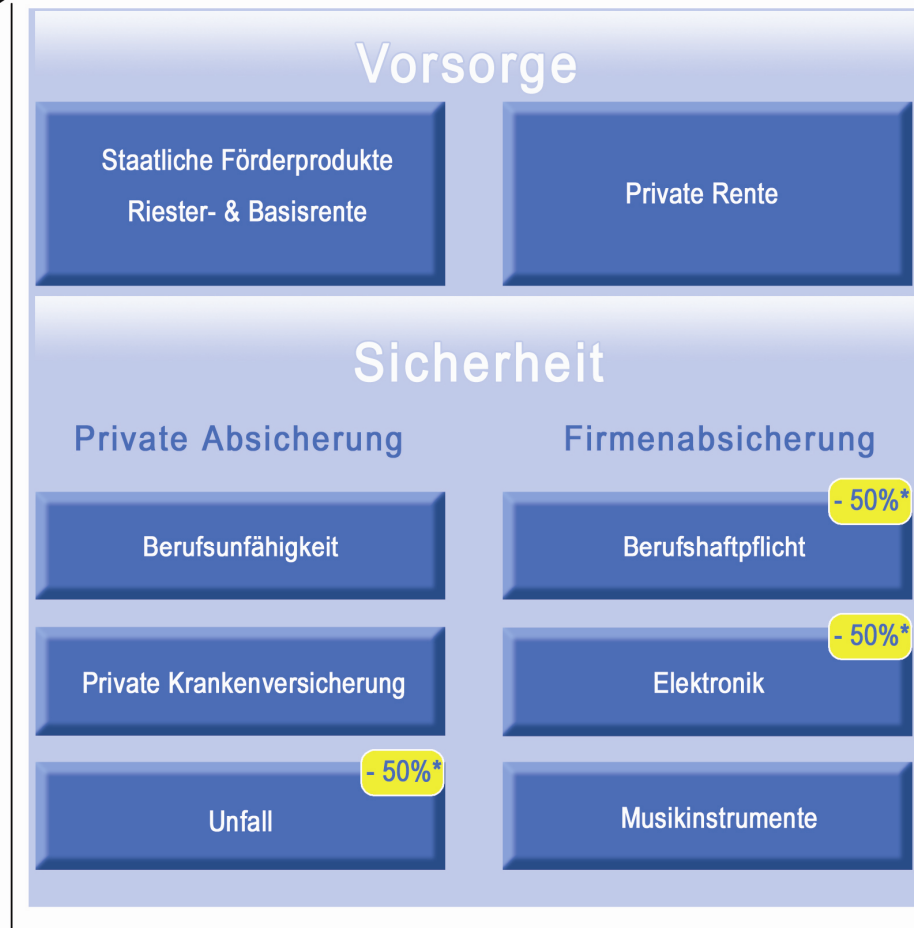 Vorsorge
Staatliche Förderprodukte
Riester- & Basisrente
Private Rente
Sicherheit
Private Absicherung
Berufsunfähigkeit
Private Krankenversicherung
- 50%*
Unfall
Firmenabsicherung
- 50%*
Berufshaftpflicht
- 50%*
Elektronik
Musikinstrumente